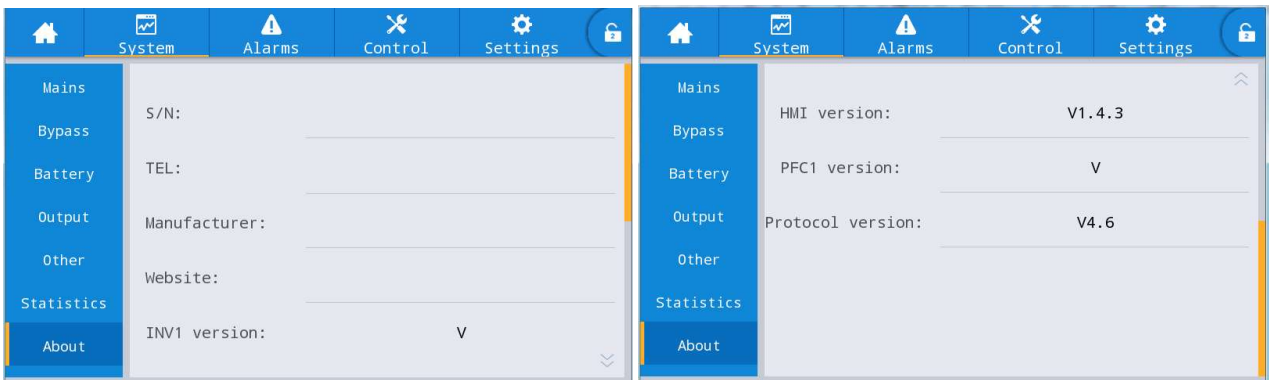 System Alarms Control Settings 2
Mains
Bypass
Battery
Output
Other
Statistics
About
S/N:
TEL:
Manufacturer:
Website:
INV1 version: V
System Alarms Control Settings 2
Mains
Bypass
Battery
Output
Other
Statistics
About
HMI version: V1.4.3
PFC1 version: V
Protocol version: V4.6